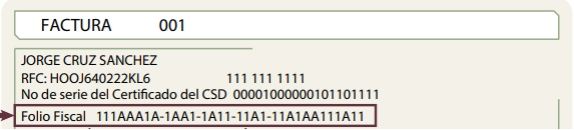 FACTURA 001
JORGE CRUZ SANCHEZ
RFC: HOOJ640222KL6 111 111 1111
No de serie del Certificado del CSD 00001000000101101111
Folio Fiscal 111AAA1A-1AA1-1A11-11A1-11A1AA111A11